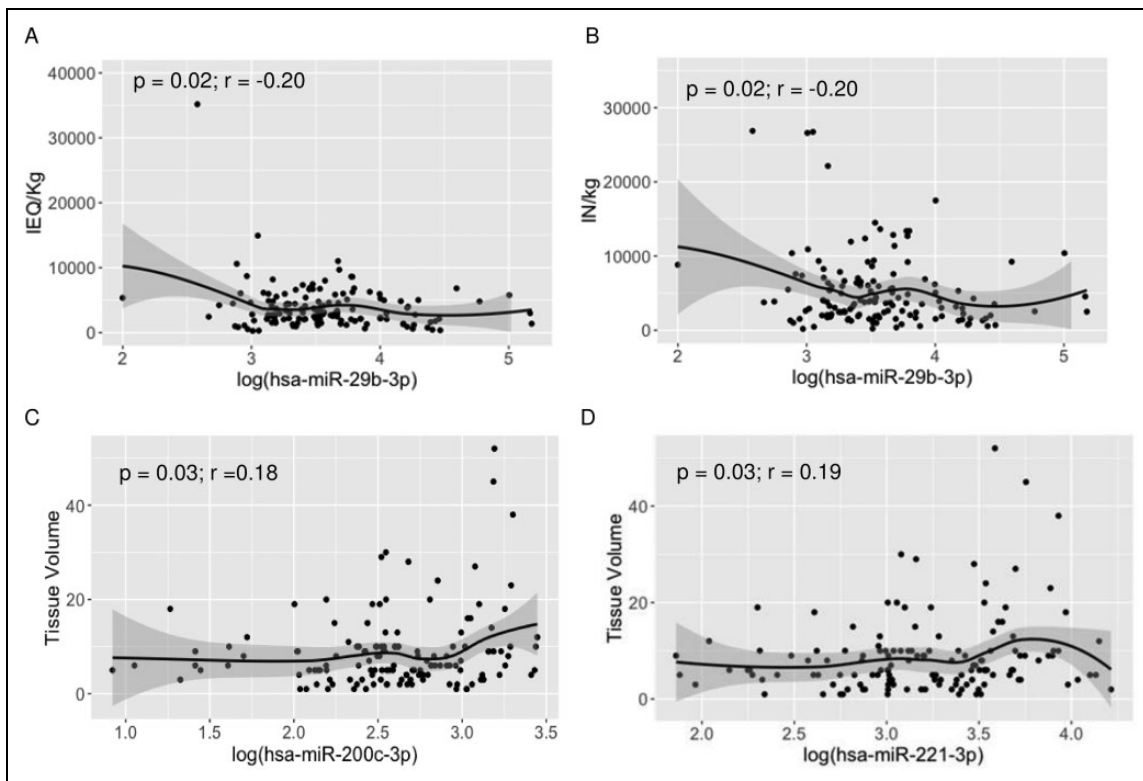 A
p = 0.02; r = -0.20
40000
30000
20000
10000
0
IEQ/Kg
2
3
4
5
log(hsa-miR-29b-3p)
B
p = 0.02; r = -0.20
30000
20000
10000
0
IN/kg
2
3
4
5
log(hsa-miR-29b-3p)
C
p = 0.03; r =0.18
40
20
0
Tissue Volume
1.0
1.5
2.0
2.5
3.0
3.5
log(hsa-miR-200c-3p)
D
p = 0.03; r = 0.19
40
20
0
Tissue Volume
2.0
2.5
3.0
3.5
4.0
log(hsa-miR-221-3p)